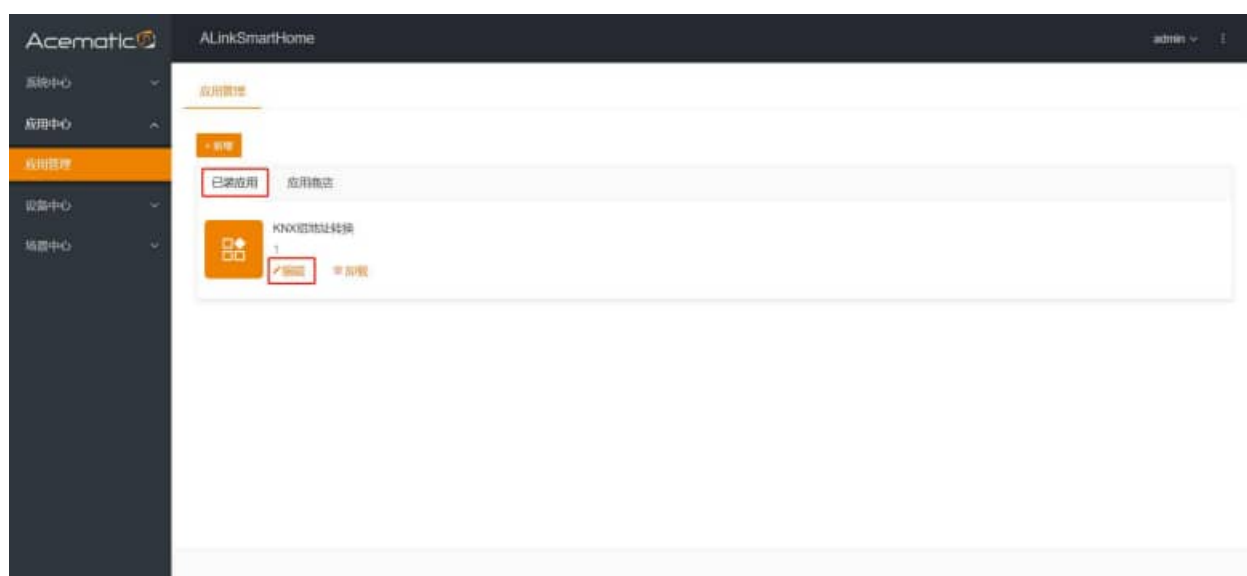 Acematic
ALinkSmartHome
admin
系统中心
应用中心
应用管理
设备中心
场景中心
应用管理
+新增
已装应用
应用商店
KNX组地址转换
1
编辑
卸载